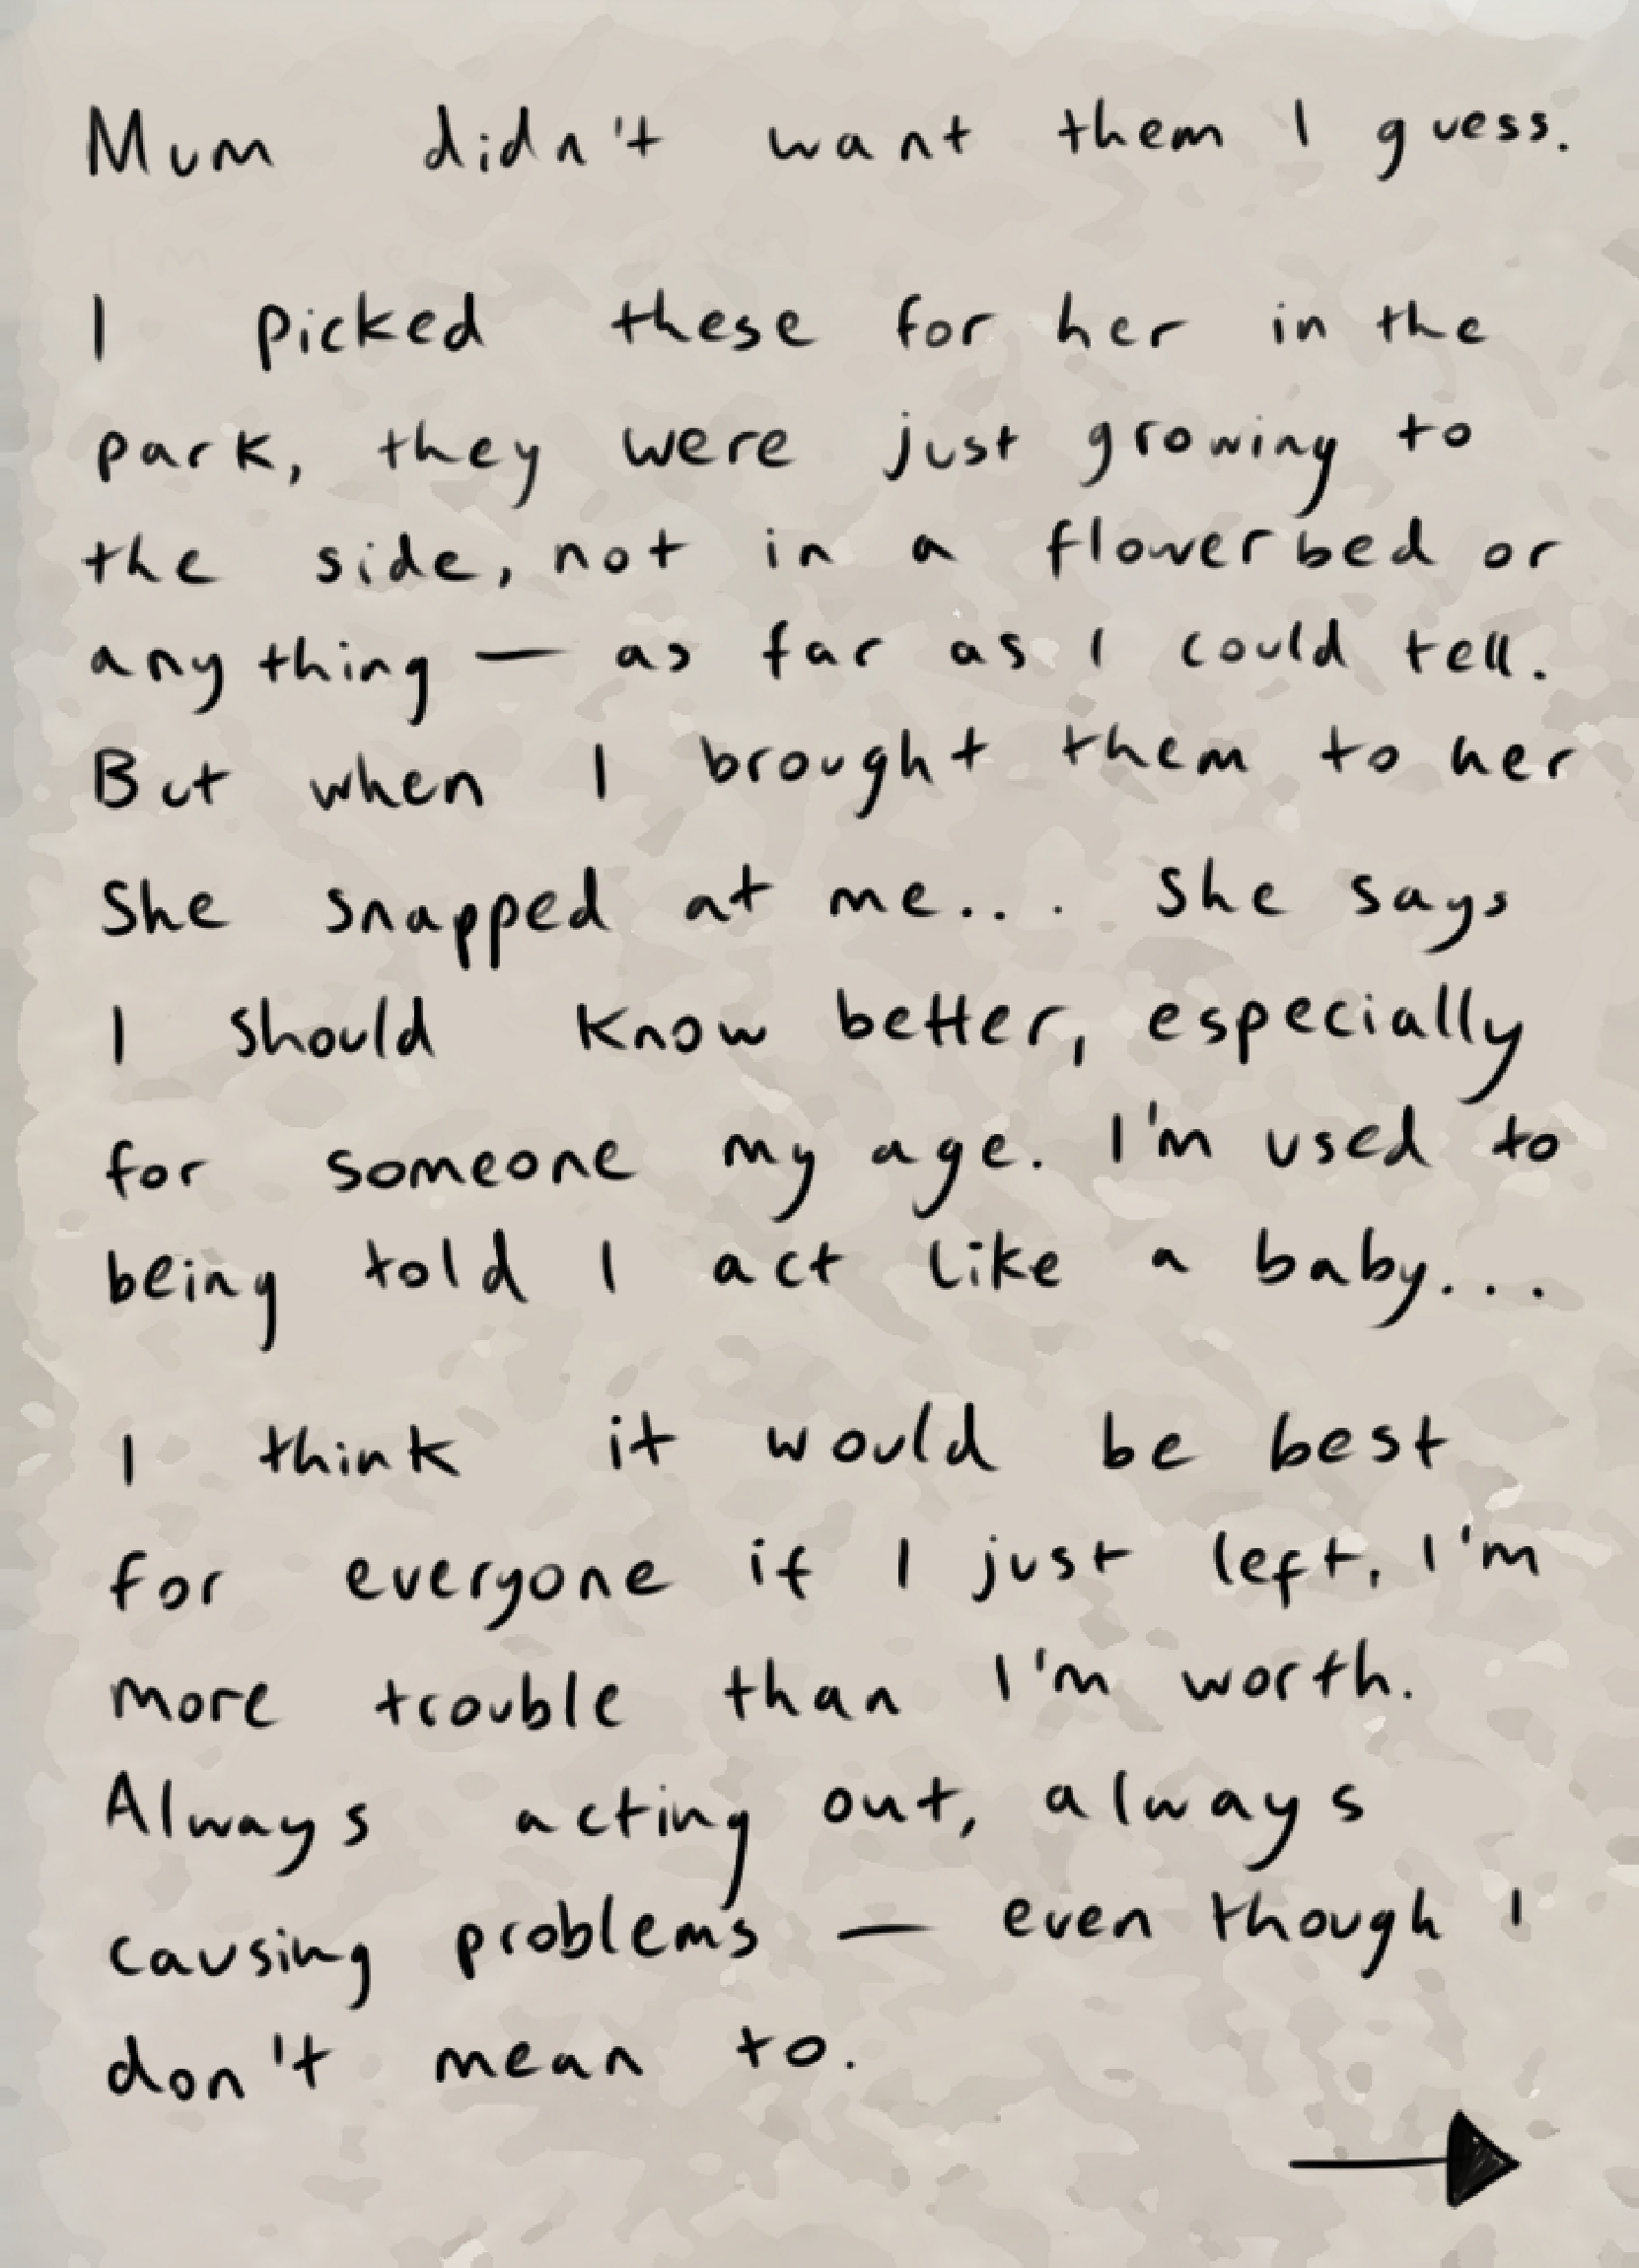 Mum didn't want them I guess.
I picked these for her in the
park, they were just growing to
the side, not in a flowerbed or
anything — as far as I could tell.
But when I brought them to her
She snapped at me... She says
I should know better, especially
for someone my age. I'm used to
being told I act like a baby...
I think it would be best
for everyone if I just left. I'm
more trouble than I'm worth.
Always acting out, always
causing problems — even though I
don't mean to.